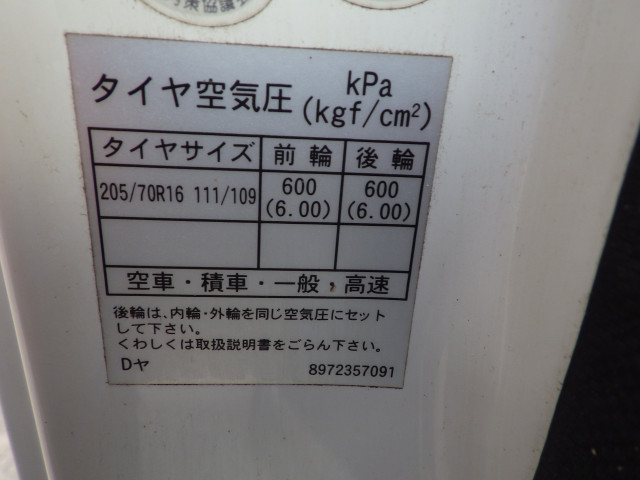 策協議
タイヤ空気圧 kPa
(kgf/cm²)
タイヤサイズ 前輪 後輪
205/70R16 111/109 600 (6.00) 600 (6.00)
空車・積車・一般・高速
後輪は、内輪・外輪を同じ空気圧にセット
して下さい。
くわしくは取扱説明書をごらん下さい。
Dヤ 8972357091